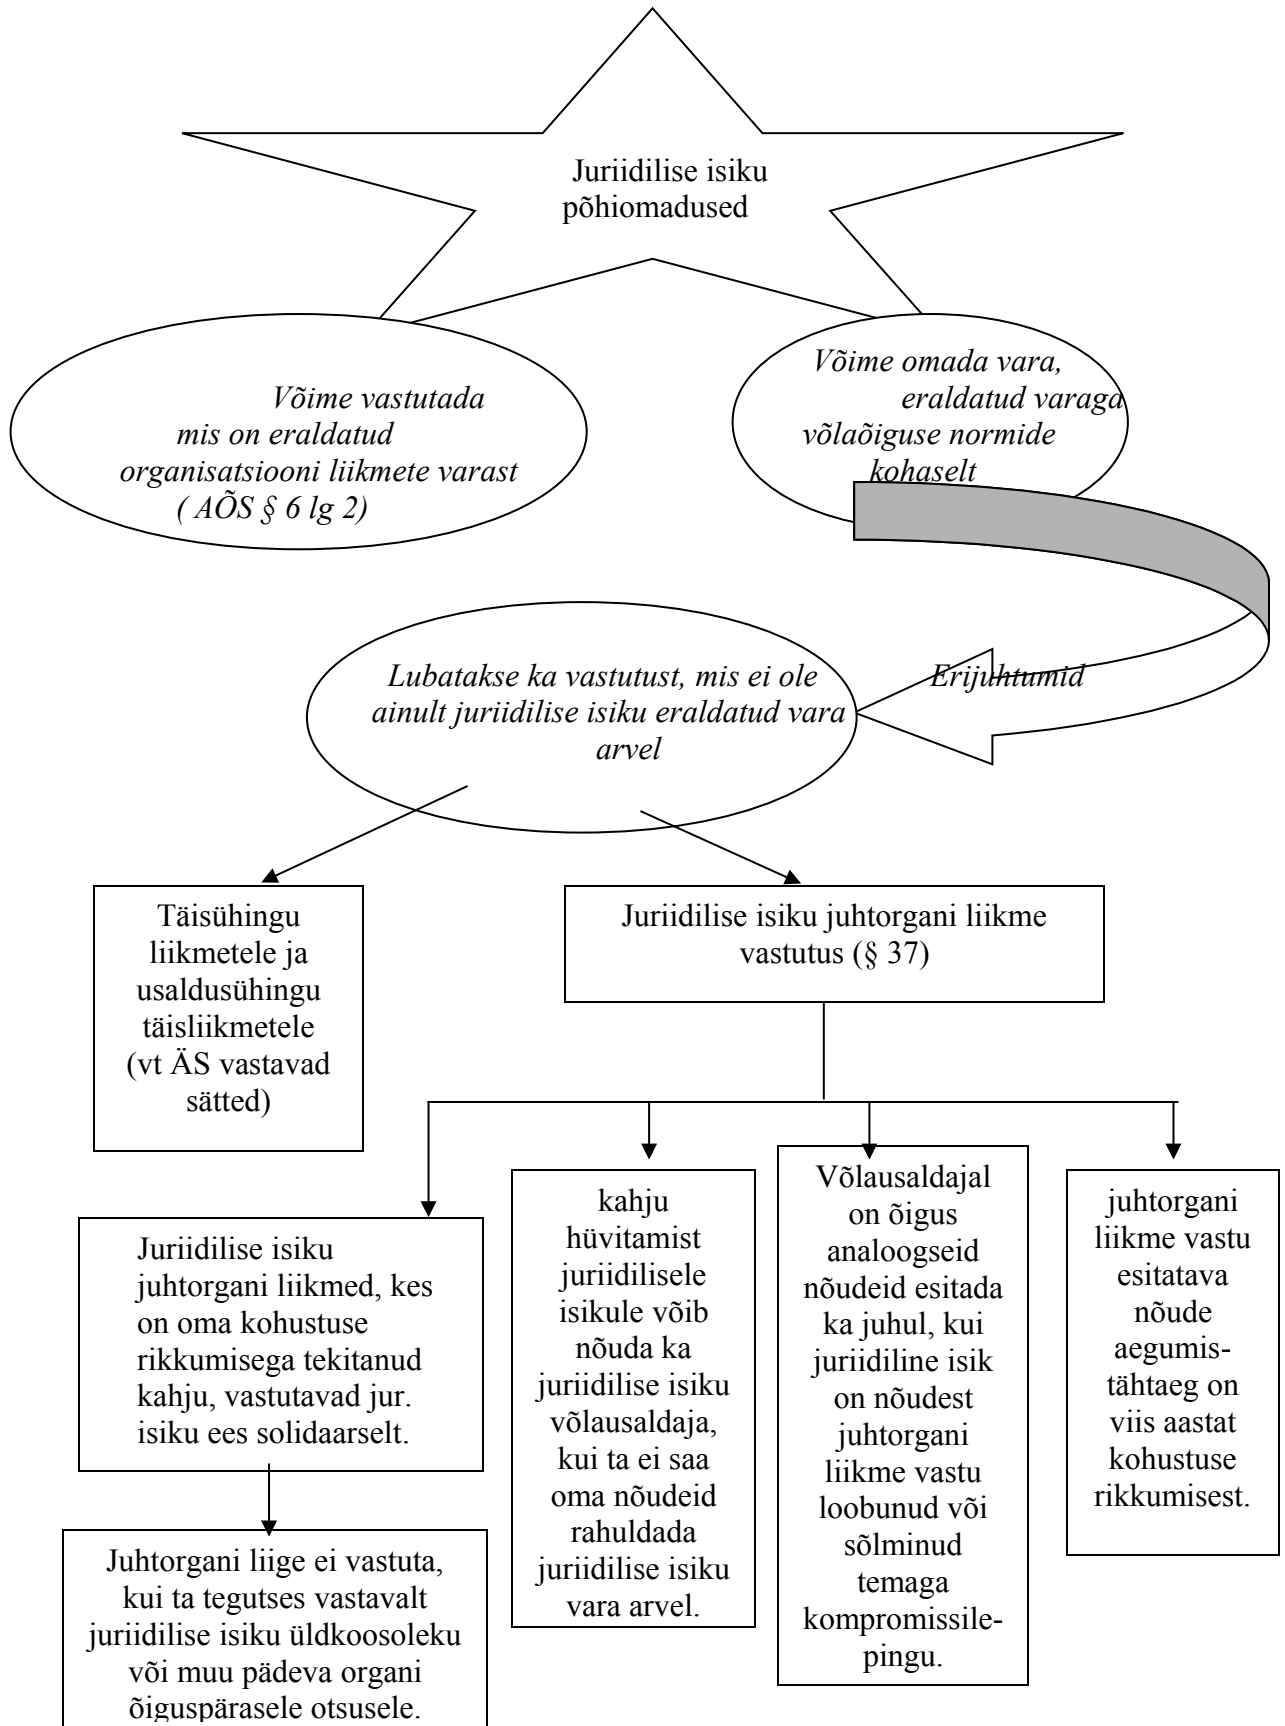 Juriidilise isiku
põhiomadused
Võime vastutada
mis on eraldatud
organisatsiooni liikmete varast
( AÕS § 6 lg 2)
Võime omada vara,
eraldatud varaga
võlaõiguse normide
kohaselt
Lubatakse ka vastutust, mis ei ole
ainult juriidilise isiku eraldatud vara
arvel
Erijuhtumid
Täisühingu
liikmetele ja
usaldusühingu
täisliikmetele
(vt ÄS vastavad
sätted)
Juriidilise isiku juhtorgani liikme
vastutus (§ 37)
Juriidilise isiku
juhtorgani liikmed, kes
on oma kohustuse
rikkumisega tekitanud
kahju, vastutavad jur.
isiku ees solidaarselt.
Juhtorgani liige ei vastuta,
kui ta tegutses vastavalt
juriidilise isiku üldkoosoleku
või muu pädeva organi
õiguspärasele otsusele.
kahju
hüvitamist
juriidilisele
isikule võib
nõuda ka
juriidilise isiku
võlausaldaja,
kui ta ei saa
oma nõudeid
rahuldada
juriidilise isiku
vara arvel.
Võlausaldajal
on õigus
analoogseid
nõudeid esitada
ka juhul, kui
juriidiline isik
on nõudest
juhtorgani
liikme vastu
loobunud või
sõlminud
temaga
kompromissile-
pingu.
juhtorgani
liikme vastu
esitatava
nõude
aegumis-
tähtaeg on
viis aastat
kohustuse
rikkumisest.